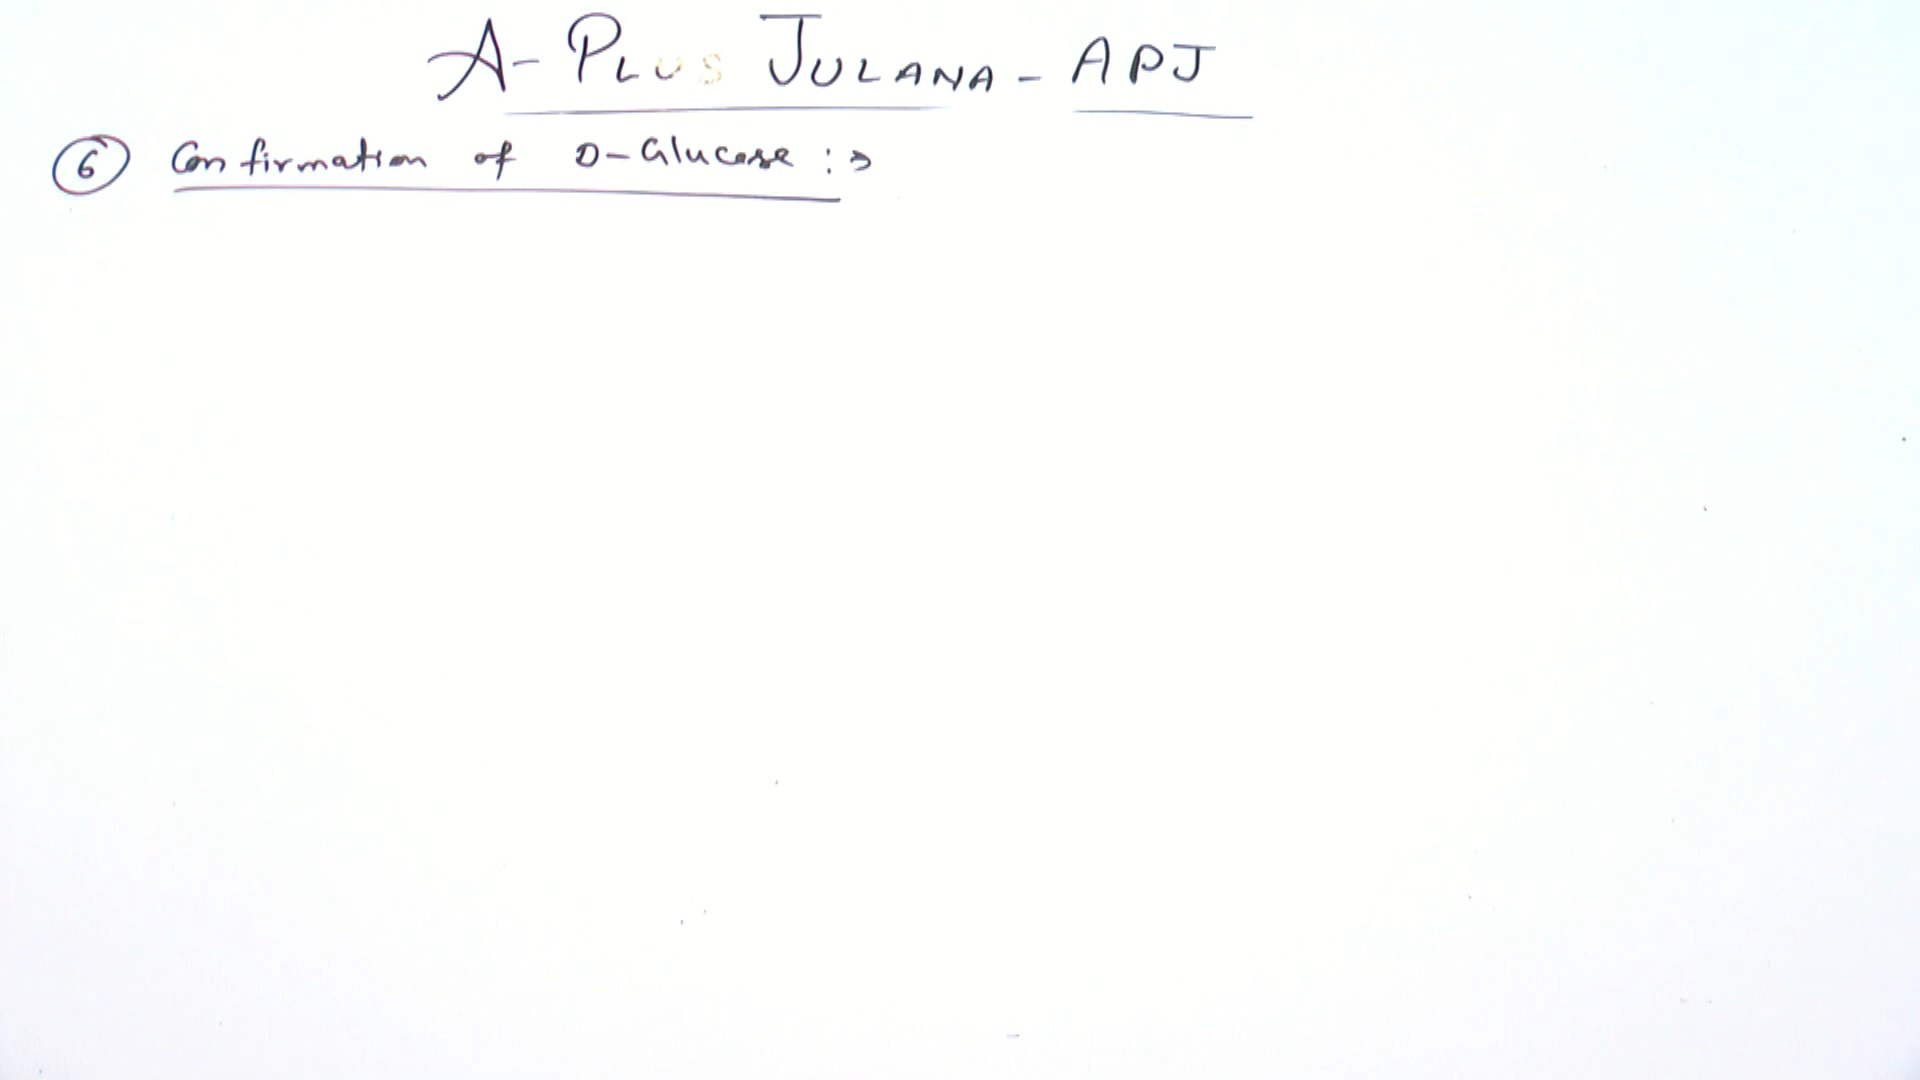 A-PLUS JULANA - APJ
6 Confirmation of D-Glucose :→